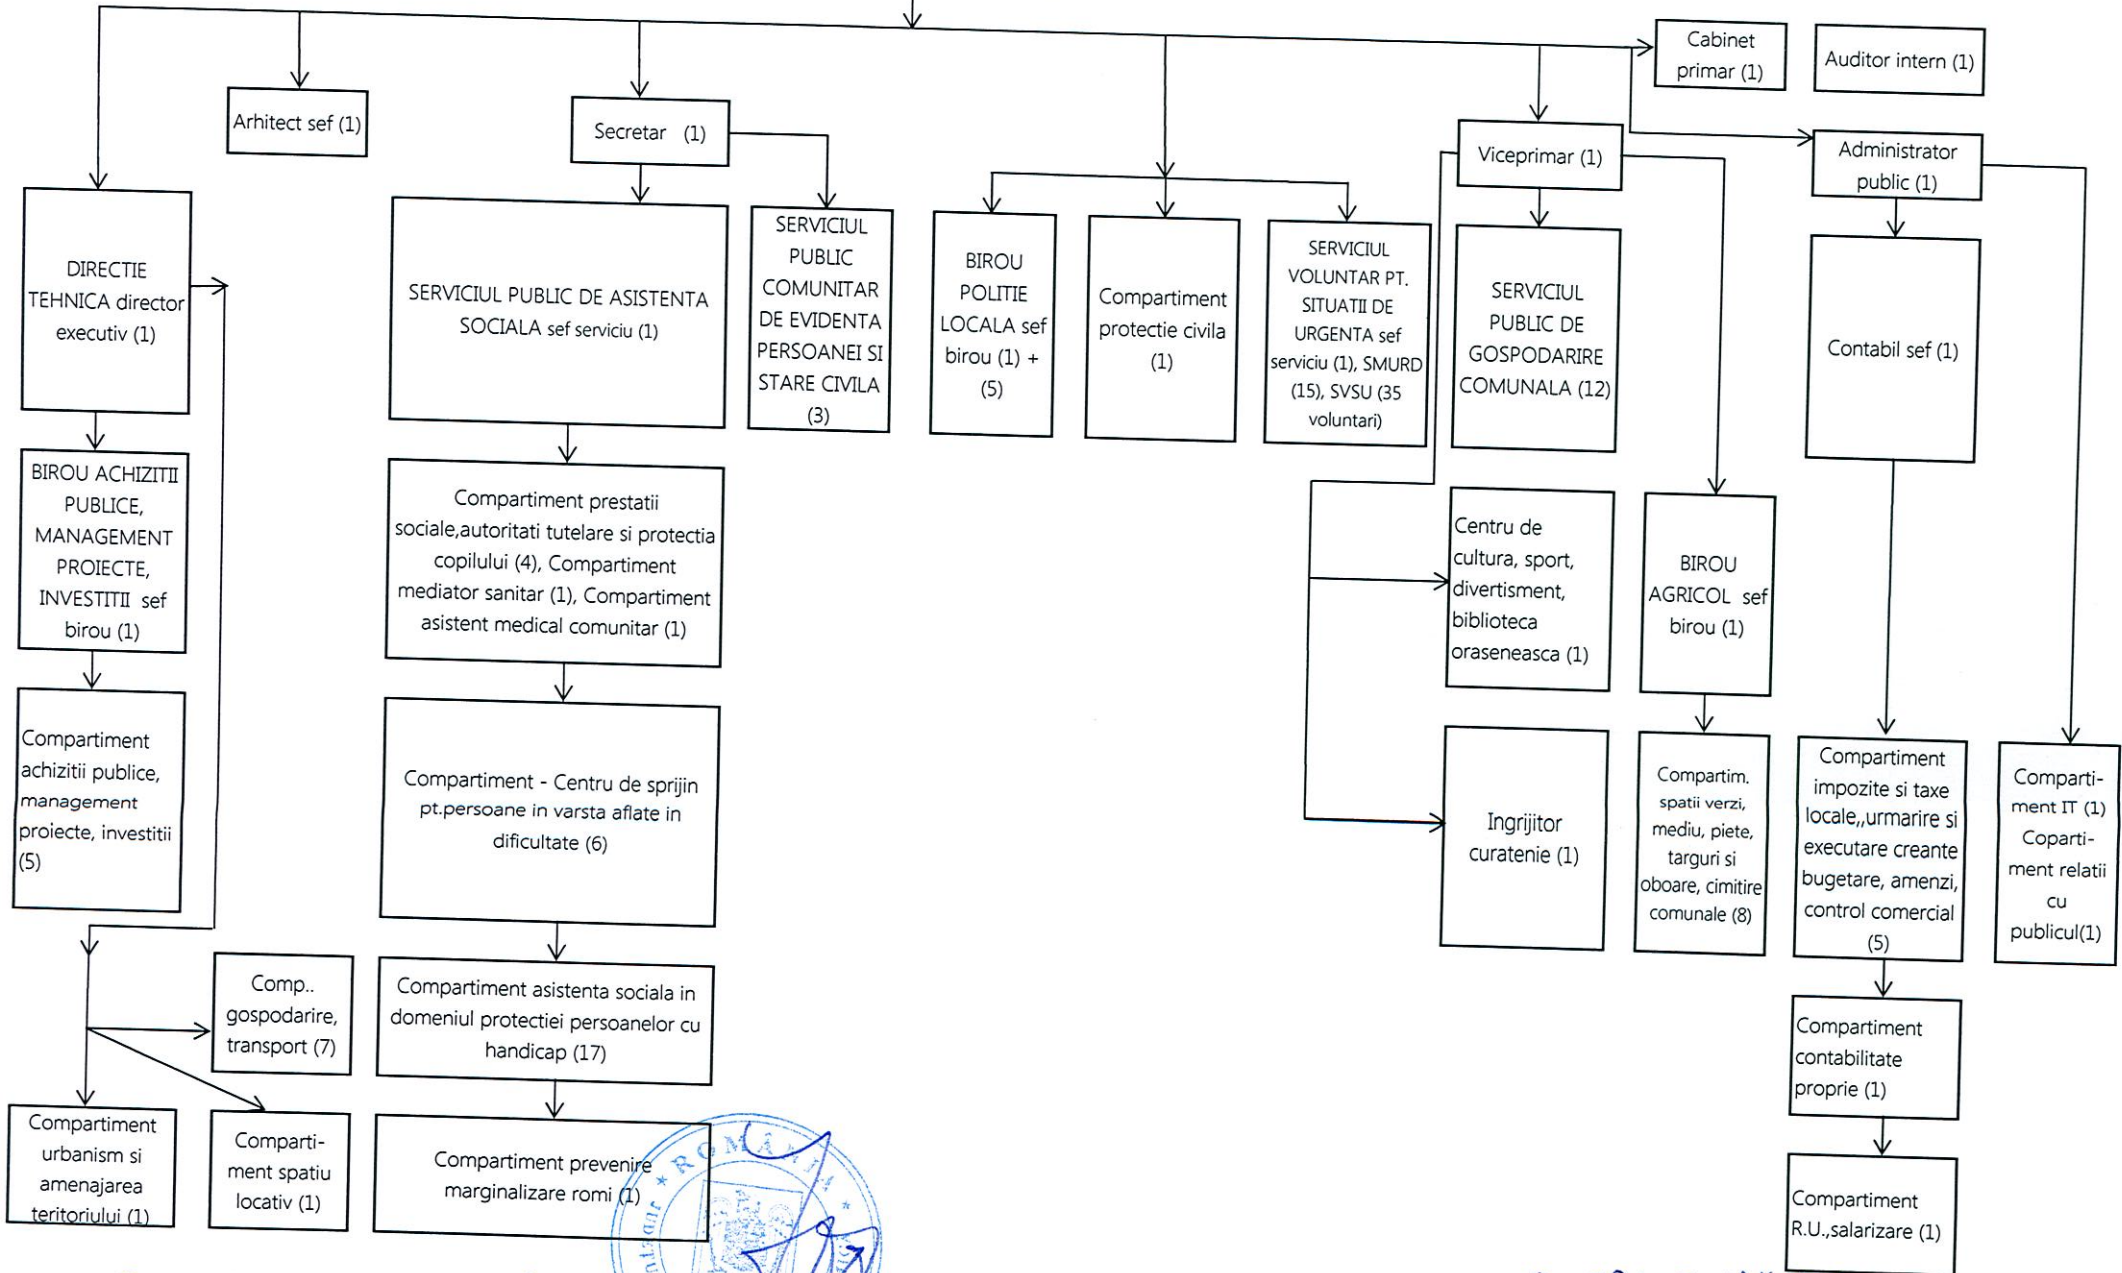 Cabinet
primar (1)
Auditor intern (1)
Arhitect sef (1)
Secretar (1)
Viceprimar (1)
Administrator
public (1)
DIRECTIE
TEHNICA director
executiv (1)
SERVICIUL PUBLIC DE ASISTENTA
SOCIALA sef serviciu (1)
SERVICIUL
PUBLIC
COMUNITAR
DE EVIDENTA
PERSOANEI SI
STARE CIVILA
(3)
BIROU
POLITIE
LOCALA sef
birou (1) +
(5)
Compartiment
protectie civila
(1)
SERVICIUL
VOLUNTAR PT.
SITUATII DE
URGENTA sef
serviciu (1), SMURD
(15), SVSU (35
voluntari)
SERVICIUL
PUBLIC DE
GOSPODARIRE
COMUNALA (12)
Contabil sef (1)
BIROU ACHIZITII
PUBLICE,
MANAGEMENT
PROIECTE,
INVESTITII sef
birou (1)
Compartiment prestatii
sociale,autoritati tutelare si protectia
copilului (4), Compartiment
mediator sanitar (1), Compartiment
asistent medical comunitar (1)
Centru de
cultura, sport,
divertisment,
biblioteca
oraseneasca (1)
BIROU
AGRICOL sef
birou (1)
Compartiment
achizitii publice,
management
proiecte, investitii
(5)
Compartiment - Centru de sprijin
pt.persoane in varsta aflate in
dificultate (6)
Ingrijitor
curatenie (1)
Compartim.
spatii verzi,
mediu, piete,
targuri si
oboare, cimitire
comunale (8)
Compartiment
impozite si taxe
locale,,urmarire si
executare creante
bugetare, amenzi,
control comercial
(5)
Comparti-
ment IT (1)
Coparti-
ment relatii
cu
publicul(1)
Comp..
gospodarire,
transport (7)
Compartiment asistenta sociala in
domeniul protectiei persoanelor cu
handicap (17)
Compartiment
contabilitate
proprie (1)
Compartiment
urbanism si
amenajarea
teritoriului (1)
Comparti-
ment spatiu
locativ (1)
Compartiment prevenire
marginalizare romi (1)
Compartiment
R.U.,salarizare (1)
ROMÂNIA